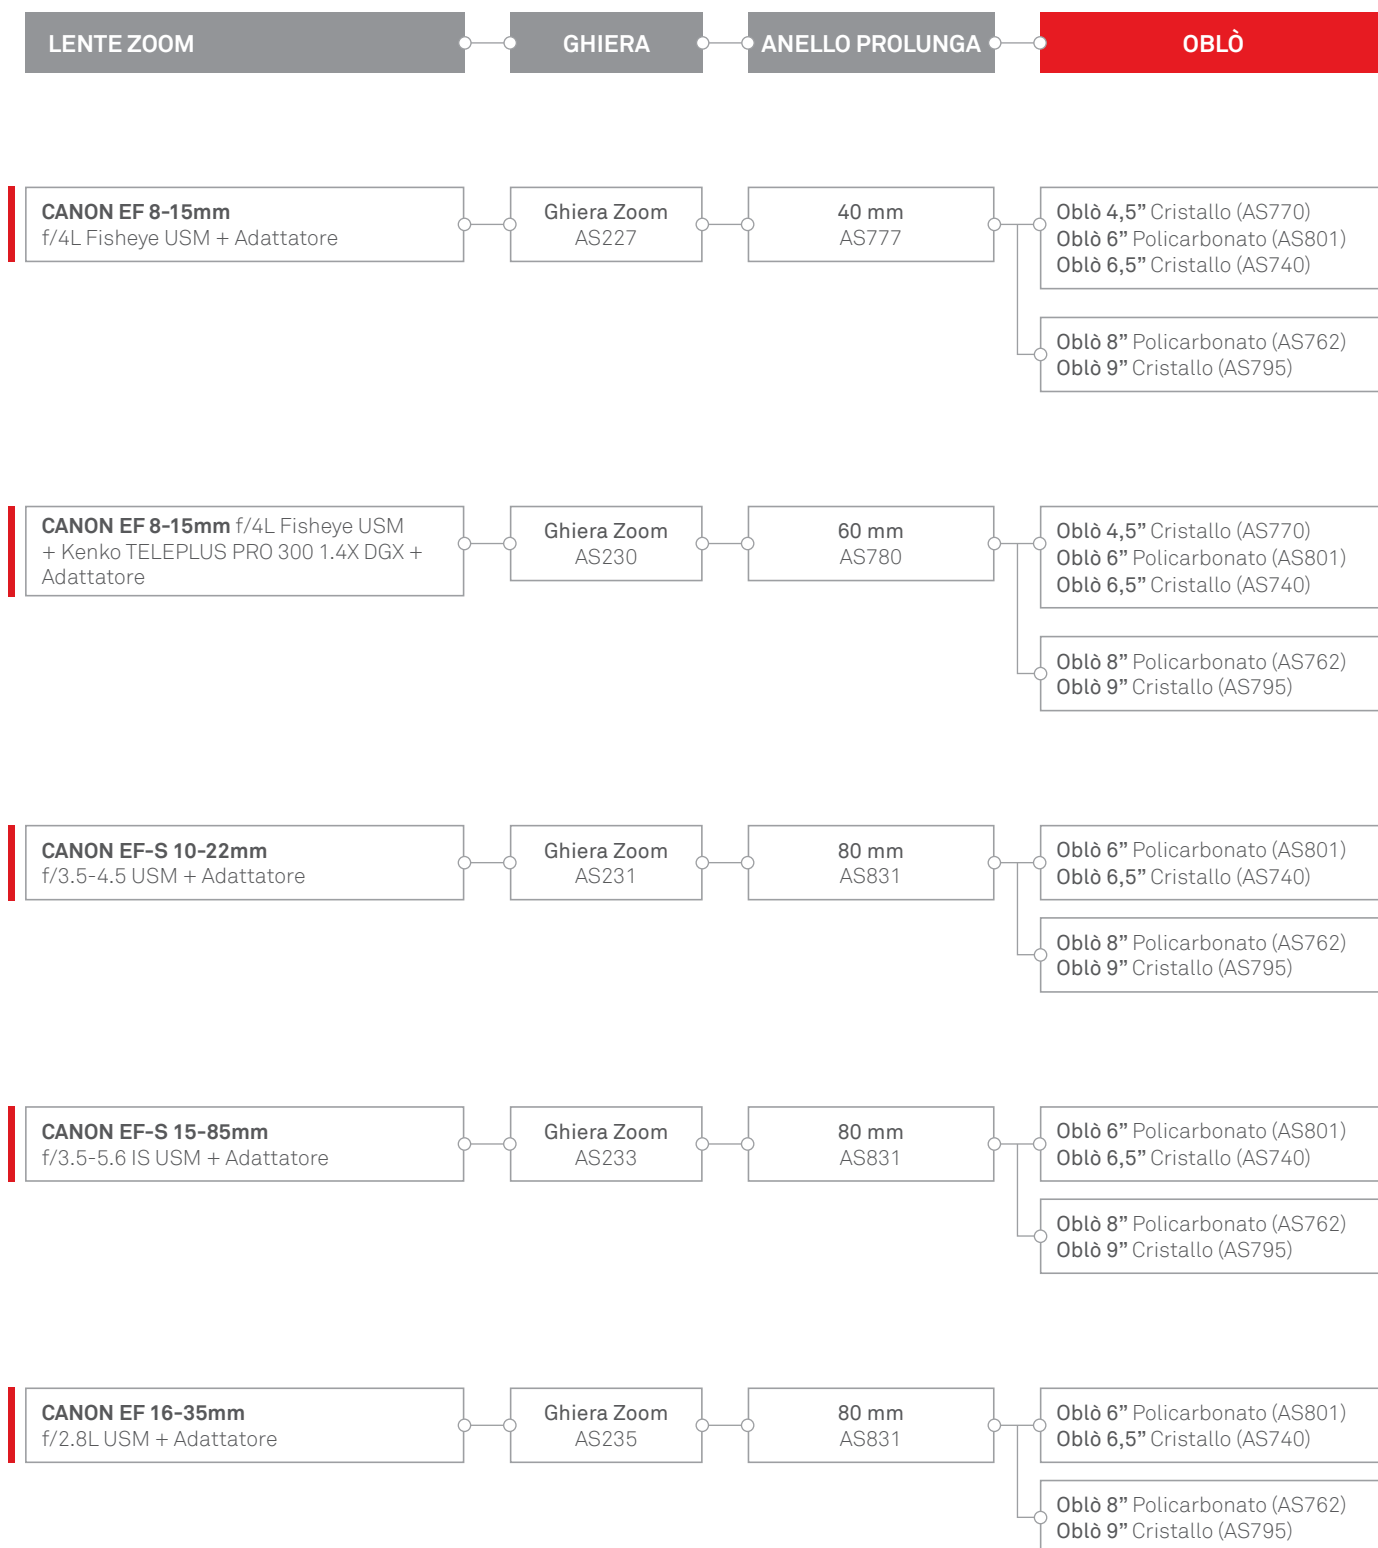 LENTE ZOOM
GHIERA
ANELLO PROLUNGA
OBLÒ
CANON EF 8-15mm
f/4L Fisheye USM + Adattatore
Ghiera Zoom
AS227
40 mm
AS777
Oblò 4,5” Cristallo (AS770)
Oblò 6” Policarbonato (AS801)
Oblò 6,5” Cristallo (AS740)
Oblò 8” Policarbonato (AS762)
Oblò 9” Cristallo (AS795)
CANON EF 8-15mm f/4L Fisheye USM
+ Kenko TELEPLUS PRO 300 1.4X DGX +
Adattatore
Ghiera Zoom
AS230
60 mm
AS780
Oblò 4,5” Cristallo (AS770)
Oblò 6” Policarbonato (AS801)
Oblò 6,5” Cristallo (AS740)
Oblò 8” Policarbonato (AS762)
Oblò 9” Cristallo (AS795)
CANON EF-S 10-22mm
f/3.5-4.5 USM + Adattatore
Ghiera Zoom
AS231
80 mm
AS831
Oblò 6” Policarbonato (AS801)
Oblò 6,5” Cristallo (AS740)
Oblò 8” Policarbonato (AS762)
Oblò 9” Cristallo (AS795)
CANON EF-S 15-85mm
f/3.5-5.6 IS USM + Adattatore
Ghiera Zoom
AS233
80 mm
AS831
Oblò 6” Policarbonato (AS801)
Oblò 6,5” Cristallo (AS740)
Oblò 8” Policarbonato (AS762)
Oblò 9” Cristallo (AS795)
CANON EF 16-35mm
f/2.8L USM + Adattatore
Ghiera Zoom
AS235
80 mm
AS831
Oblò 6” Policarbonato (AS801)
Oblò 6,5” Cristallo (AS740)
Oblò 8” Policarbonato (AS762)
Oblò 9” Cristallo (AS795)